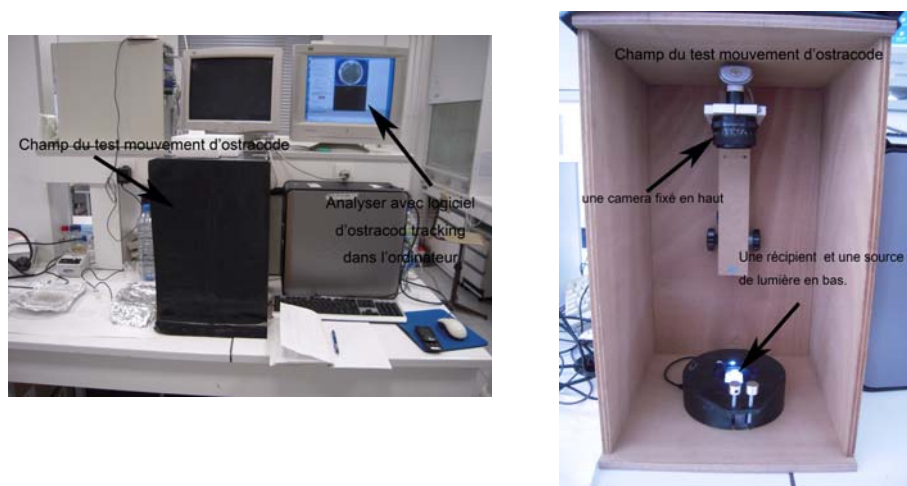 Champ du test mouvement d'ostracode
Analyser avec logiciel
d'ostracod tracking
dans l'ordinateur
Champ du test mouvement d'ostracode
une camera fixé en haut
Une récipient et une source
de lumière en bas.